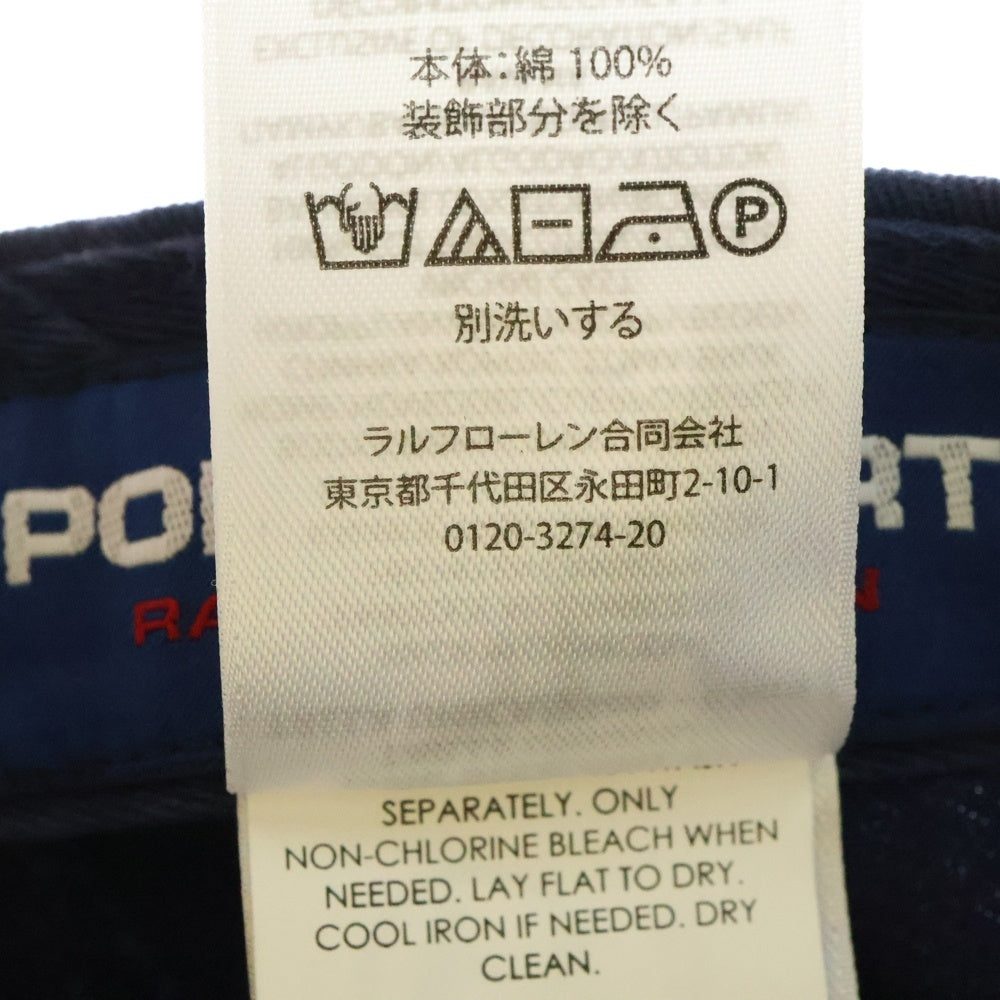 本体：綿 100%
装飾部分を除く
P
別洗いする
ラルフローレン合同会社
東京都千代田区永田町2-10-1
0120-3274-20
PO RT
RA N
SEPARATELY. ONLY
NON-CHLORINE BLEACH WHEN
NEEDED. LAY FLAT TO DRY.
COOL IRON IF NEEDED. DRY
CLEAN.